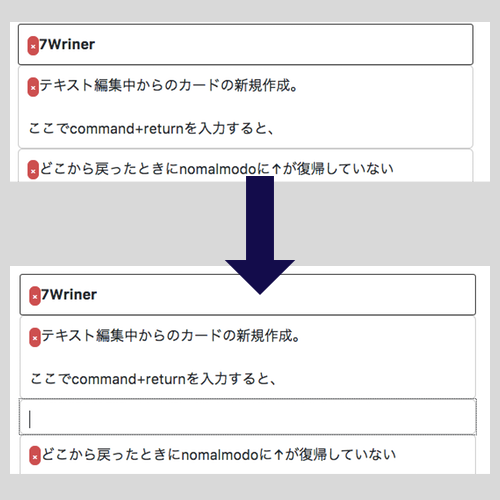 ×7Wriner
×テキスト編集中からのカードの新規作成。
ここでcommand+returnを入力すると、
×どこから戻ったときにnomalmodoに↑が復帰していない
×7Wriner
×テキスト編集中からのカードの新規作成。
ここでcommand+returnを入力すると、
×どこから戻ったときにnomalmodoに↑が復帰していない